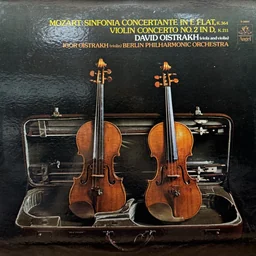 MOZART: SINFONIA CONCERTANTE IN E FLAT, K.364
VIOLIN CONCERTO NO. 2 IN D, K.211
DAVID OISTRAKH (viola and violin)
IGOR OISTRAKH (violin) BERLIN PHILHARMONIC ORCHESTRA